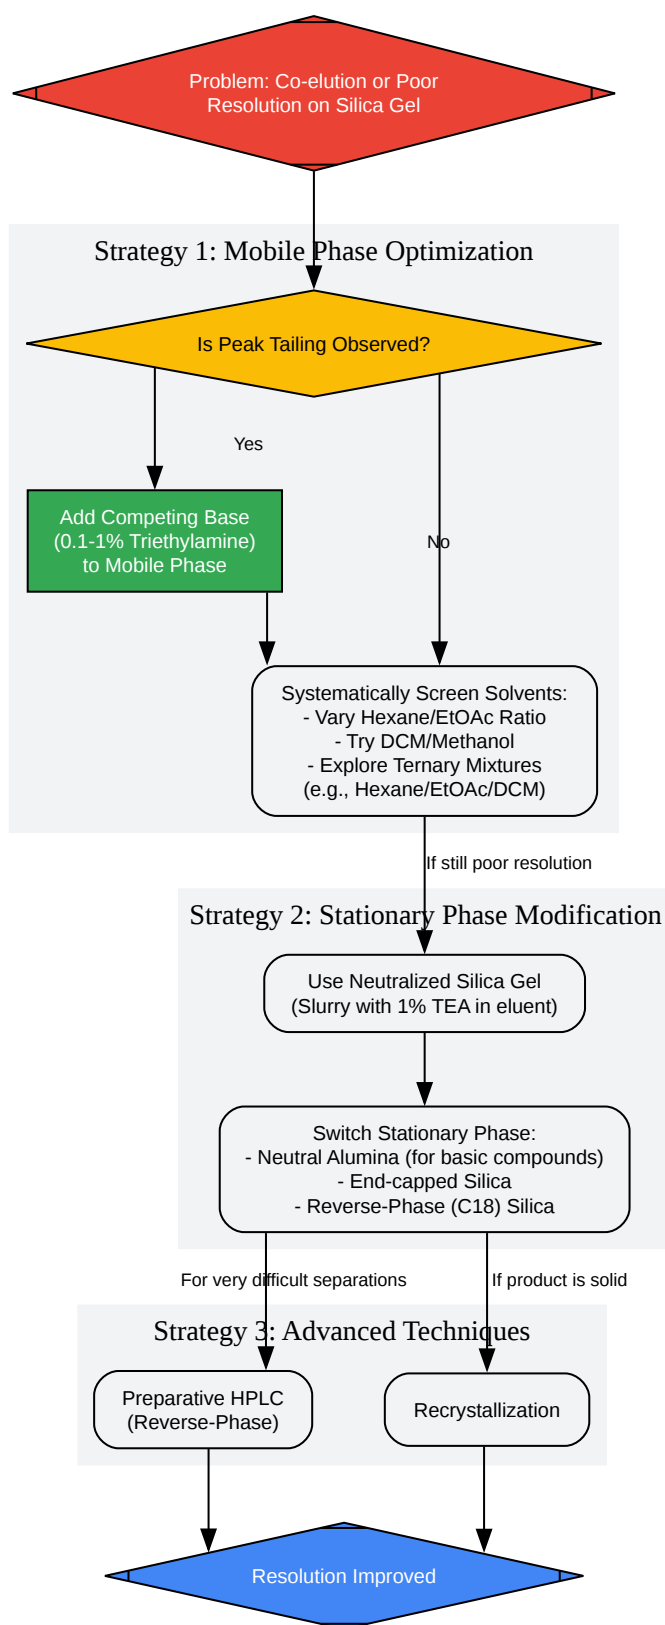 Problem: Co-elution or Poor
Resolution on Silica Gel
Strategy 1: Mobile Phase Optimization
Is Peak Tailing Observed?
Yes
Add Competing Base
(0.1-1% Triethylamine)
to Mobile Phase
No
Systematically Screen Solvents:
- Vary Hexane/EtOAc Ratio
- Try DCM/Methanol
- Explore Ternary Mixtures
(e.g., Hexane/EtOAc/DCM)
If still poor resolution
Strategy 2: Stationary Phase Modification
Use Neutralized Silica Gel
(Slurry with 1% TEA in eluent)
Switch Stationary Phase:
- Neutral Alumina (for basic compounds)
- End-capped Silica
- Reverse-Phase (C18) Silica
For very difficult separations
If product is solid
Strategy 3: Advanced Techniques
Preparative HPLC
(Reverse-Phase)
Recrystallization
Resolution Improved